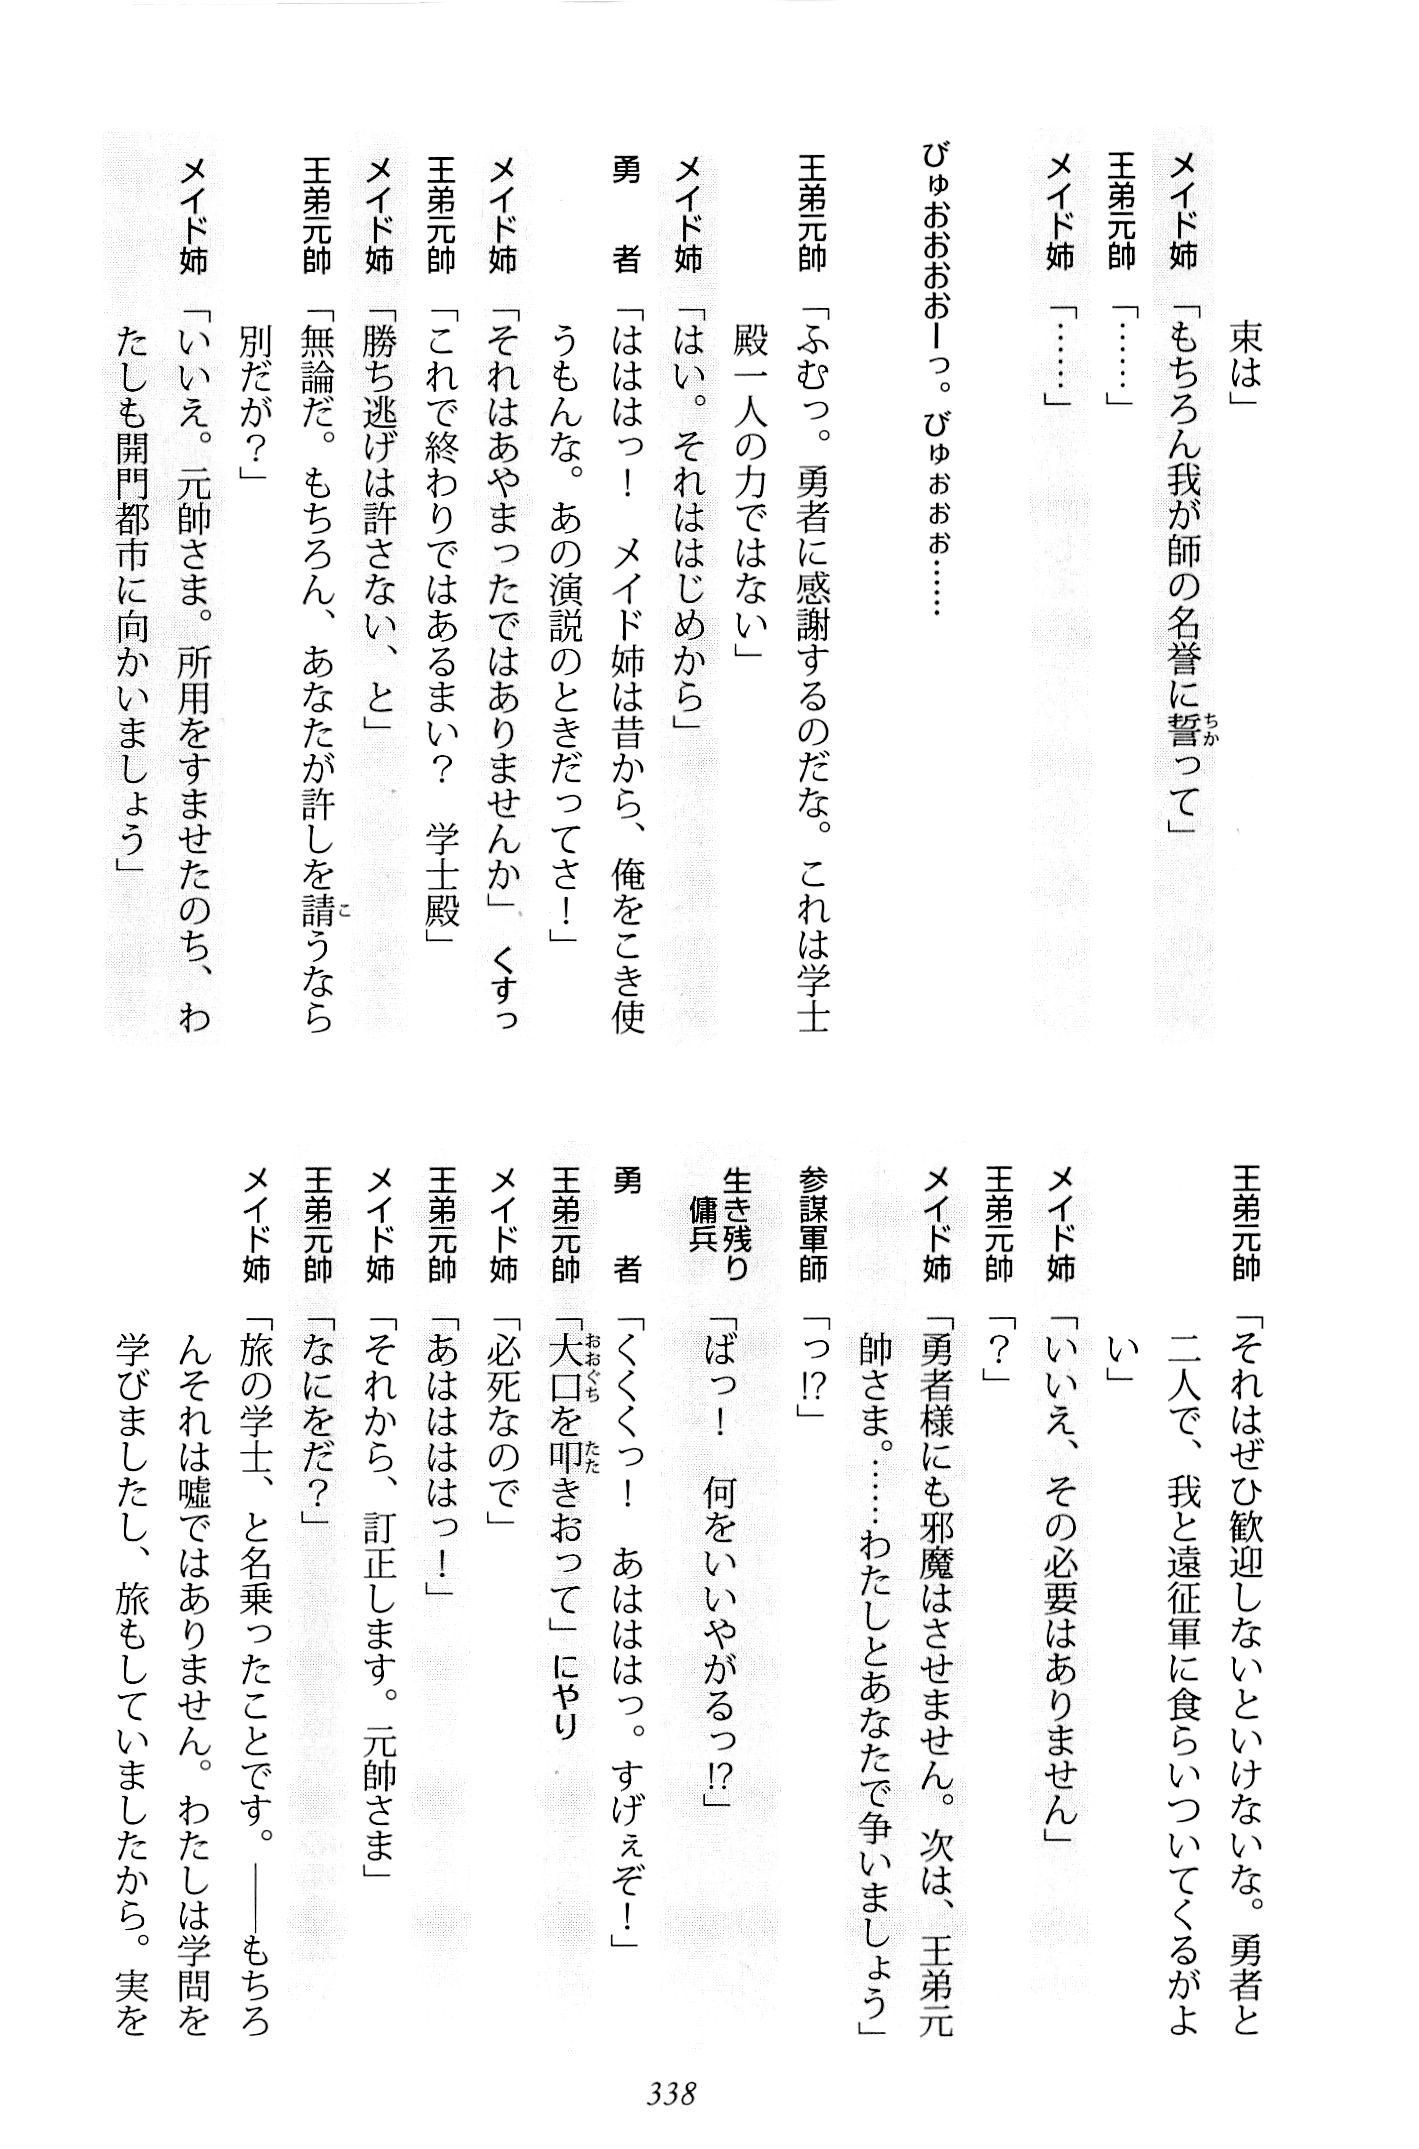 束は」
メイド姉「もちろん我が師の名誉に誓って」
王弟元帥「……」
メイド姉「……」
びゅおおおおーっ。びゅぉぉぉ……
王弟元帥「ふむっ。勇者に感謝するのだな。これは学士
殿一人の力ではない」
メイド姉「はい。それははじめから」
勇　者「はははっ！　メイド姉は昔から、俺をこき使
うもんな。あの演説のときだってさ！」
メイド姉「それはあやまったではありませんか」くすっ
王弟元帥「これで終わりではあるまい？　学士殿」
メイド姉「勝ち逃げは許さない、と」
王弟元帥「無論だ。もちろん、あなたが許しを請うなら
別だが？」
メイド姉「いいえ。元帥さま。所用をすませたのち、わ
たしも開門都市に向かいましょう」
王弟元帥「それはぜひ歓迎しないといけないな。勇者と
二人で、我と遠征軍に食らいついてくるがよ
い」
メイド姉「いいえ、その必要はありません」
王弟元帥「？」
メイド姉「勇者様にも邪魔はさせません。次は、王弟元
帥さま。……わたしとあなたで争いましょう」
参謀軍師「っ!?」
生き残り傭兵「ばっ！　何をいいやがるっ!?」
勇　者「くくくっ！　あはははっ。すげぇぞ！」
王弟元帥「大口を叩きおって」にやり
メイド姉「必死なので」
王弟元帥「あはははっ！」
メイド姉「それから、訂正します。元帥さま」
王弟元帥「なにをだ？」
メイド姉「旅の学士、と名乗ったことです。――もちろ
んそれは嘘ではありません。わたしは学問を
学びましたし、旅もしていましたから。実を
338